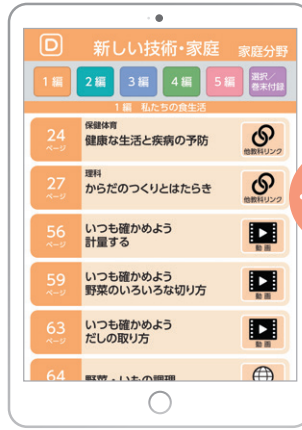 D 新しい技術・家庭 家庭分野
1編 2編 3編 4編 5編 選択/巻末付録
1編 私たちの食生活
24 ページ
保健体育
健康な生活と疾病の予防
他教科リンク
27 ページ
理科
からだのつくりとはたらき
他教科リンク
56 ページ
いつも確かめよう
計量する
動画
59 ページ
いつも確かめよう
野菜のいろいろな切り方
動画
63 ページ
いつも確かめよう
だしの取り方
動画
64
野菜・いもの調理